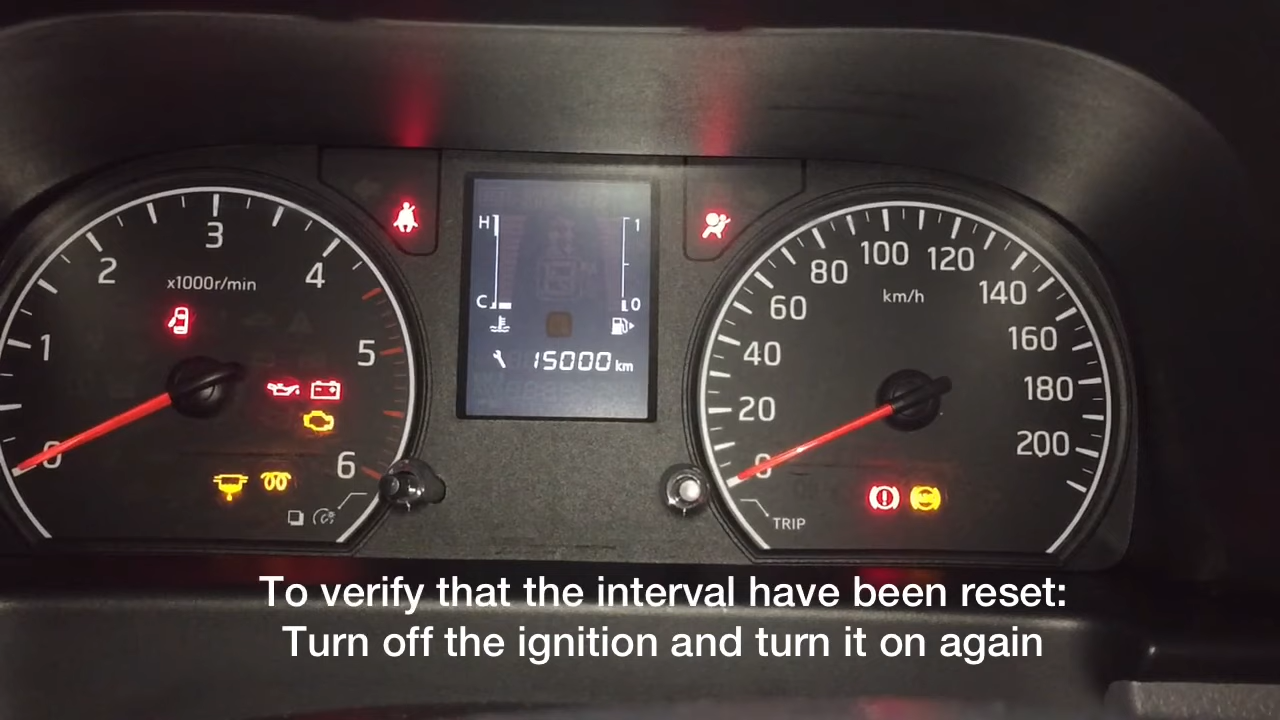 H
1
C
0
15000 km
0
1
2
3
4
5
6
x1000r/min
0
20
40
60
80
100
120
140
160
180
200
km/h
TRIP
To verify that the interval have been reset:
Turn off the ignition and turn it on again